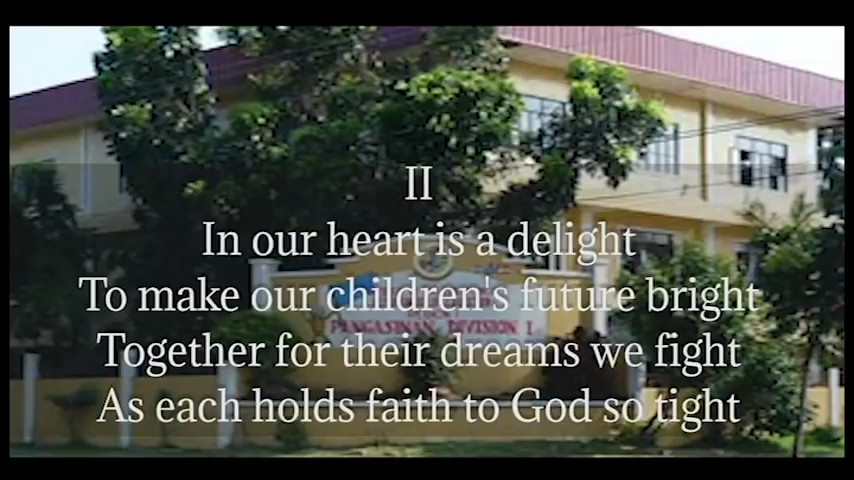 II
In our heart is a delight
To make our children's future bright
PANGASINAN DIVISION I
Together for their dreams we fight
As each holds faith to God so tight